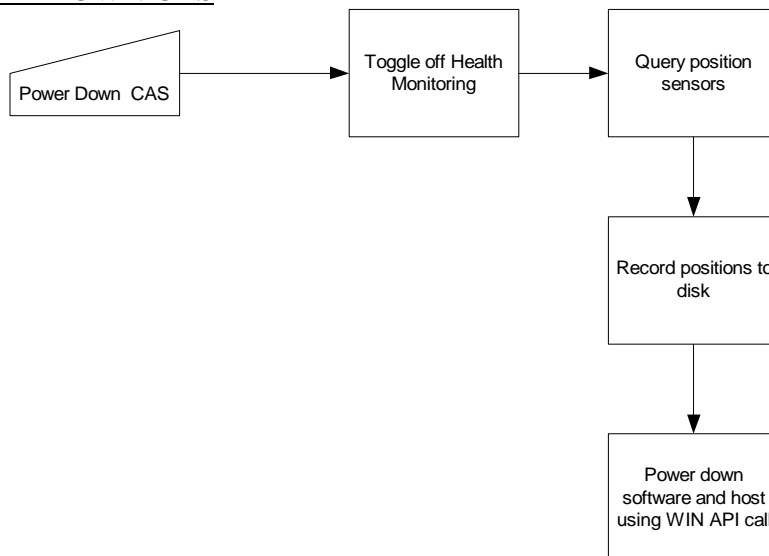 Power Down CAS
Toggle off Health
Monitoring
Query position
sensors
Record positions to
disk
Power down
software and host
using WIN API call